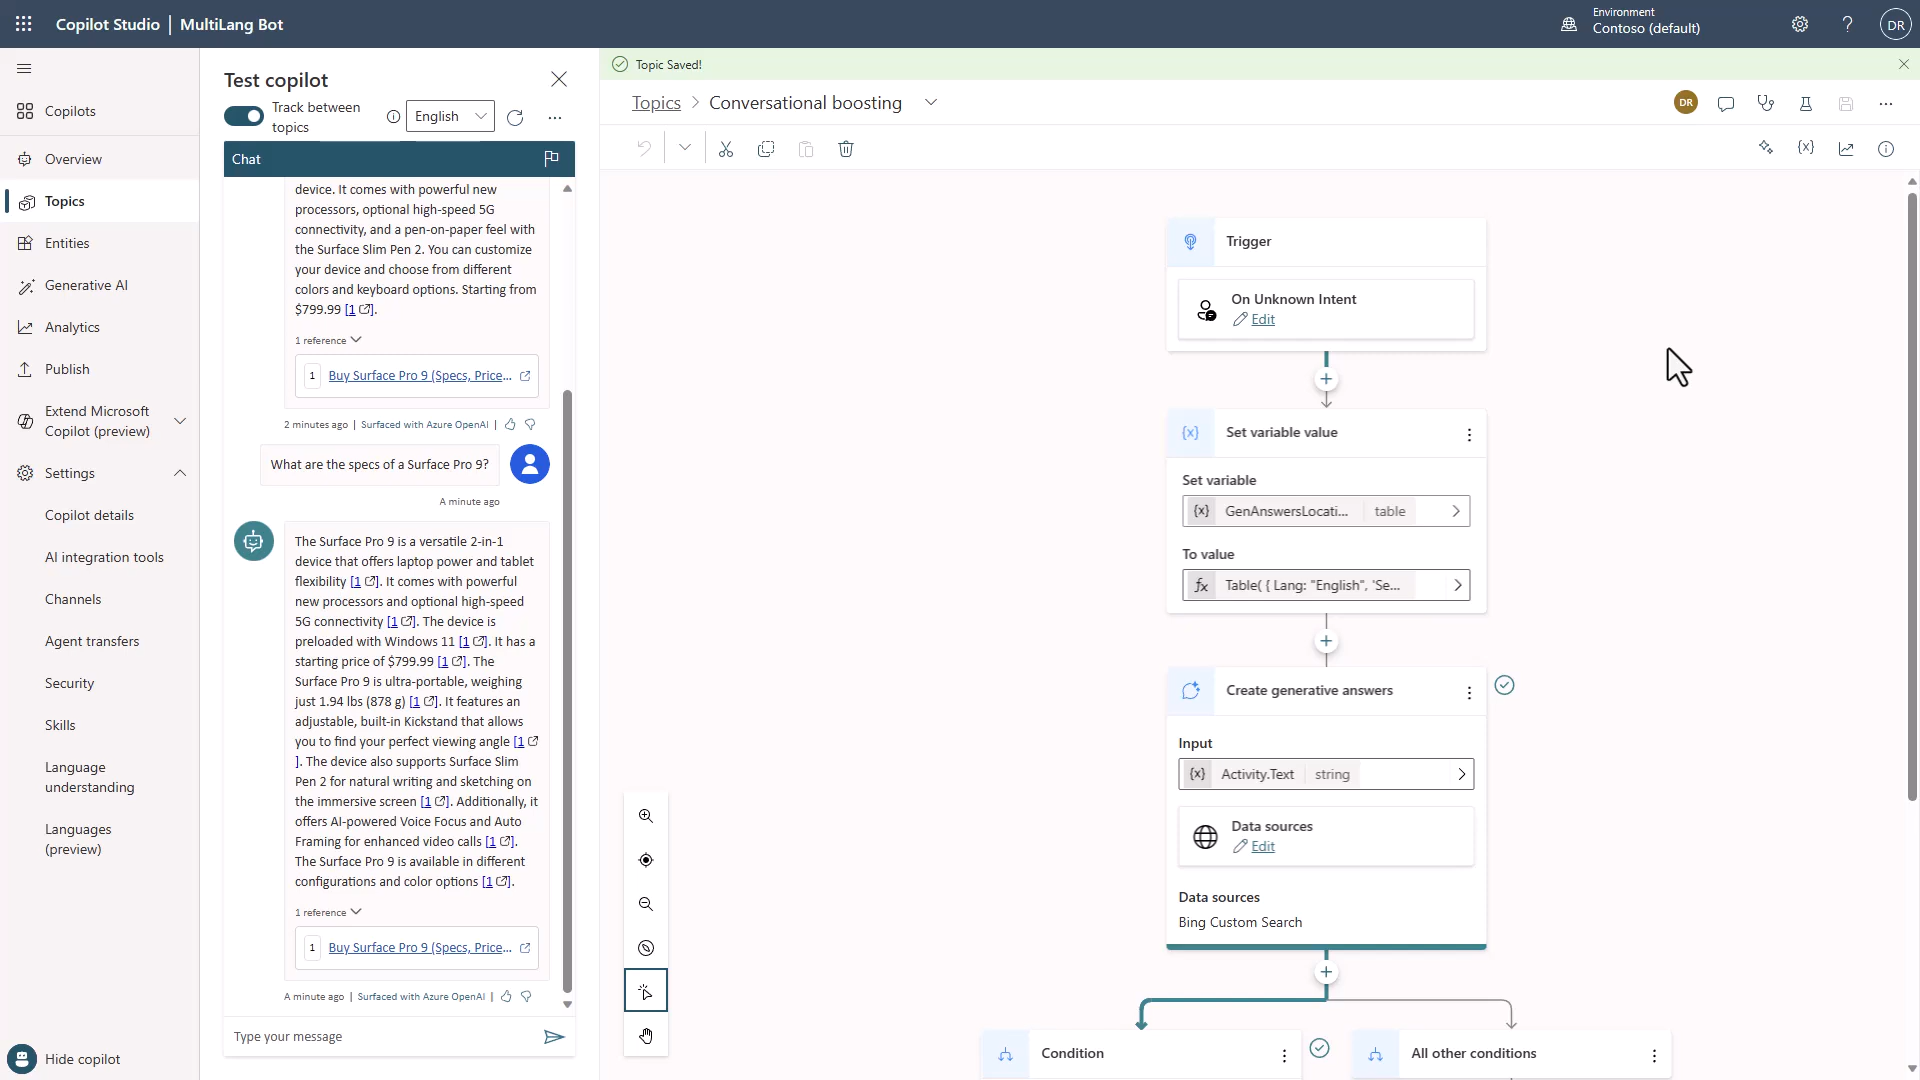 Copilot Studio | MultiLang Bot
Environment
Contoso (default)
?
DR
Copilots
Overview
Topics
Entities
Generative AI
Analytics
Publish
Extend Microsoft
Copilot (preview)
Settings
Copilot details
AI integration tools
Channels
Agent transfers
Security
Skills
Language
understanding
Languages
(preview)
Hide copilot
Test copilot
Track between
topics
English
Chat
device. It comes with powerful new
processors, optional high-speed 5G
connectivity, and a pen-on-paper feel with
the Surface Slim Pen 2. You can customize
your device and choose from different
colors and keyboard options. Starting from
$799.99 [1].
1 reference
1 Buy Surface Pro 9 (Specs, Price...
2 minutes ago | Surfaced with Azure OpenAI |
What are the specs of a Surface Pro 9?
A minute ago
The Surface Pro 9 is a versatile 2-in-1
device that offers laptop power and tablet
flexibility [1]. It comes with powerful
new processors and optional high-speed
5G connectivity [1]. The device is
preloaded with Windows 11 [1]. It has a
starting price of $799.99 [1]. The
Surface Pro 9 is ultra-portable, weighing
just 1.94 lbs (878 g) [1]. It features an
adjustable, built-in Kickstand that allows
you to find your perfect viewing angle [1
]. The device also supports Surface Slim
Pen 2 for natural writing and sketching on
the immersive screen [1]. Additionally, it
offers AI-powered Voice Focus and Auto
Framing for enhanced video calls [1].
The Surface Pro 9 is available in different
configurations and color options [1].
1 reference
1 Buy Surface Pro 9 (Specs, Price...
A minute ago | Surfaced with Azure OpenAI |
Type your message
Topic Saved!
Topics > Conversational boosting
DR
{x}
Trigger
On Unknown Intent
Edit
{x} Set variable value
Set variable
{x} GenAnswersLocati... table
To value
fx Table( { Lang: "English", 'Se...
Create generative answers
Input
{x} Activity.Text string
Data sources
Edit
Data sources
Bing Custom Search
Condition
All other conditions